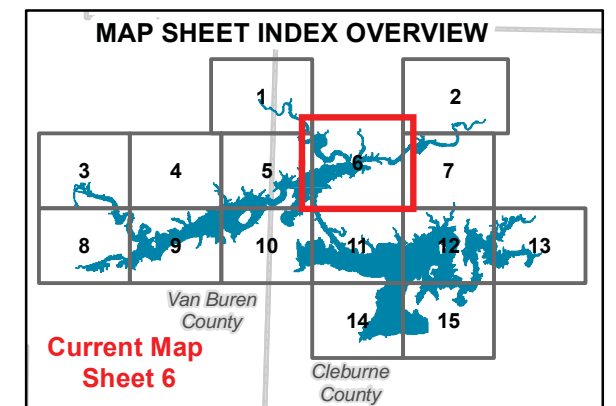 MAP SHEET INDEX OVERVIEW
1
2
3
4
5
6
7
8
9
10
11
12
13
Van Buren
County
14
15
Current Map
Sheet 6
Cleburne
County